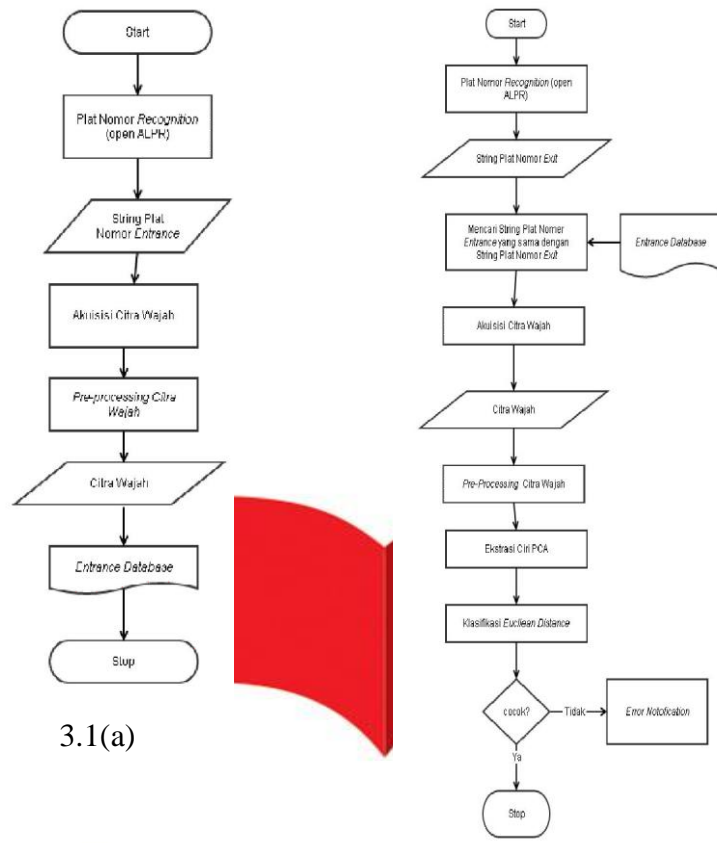 Start
Plat Nomor Recognition
(open ALPR)
String Plat
Nomor Entrance
Akuisisi Citra Wajah
Pre-processing Citra
Wajah
Citra Wajah
Entrance Database
Stop
3.1(a)
Start
Plat Nomor Recognition (open
ALPR)
String Plat Nomor Exit
Mencari String Plat Nomer
Entrance yang sama dengan
String Plat Nomor Exit
Entrance Database
Akuisisi Citra Wajah
Citra Wajah
Pre-Processing Citra Wajah
Ekstrasi Ciri PCA
Klasifikasi Eucliean Distance
cocok?
Tidak
Error Notofication
Ya
Stop